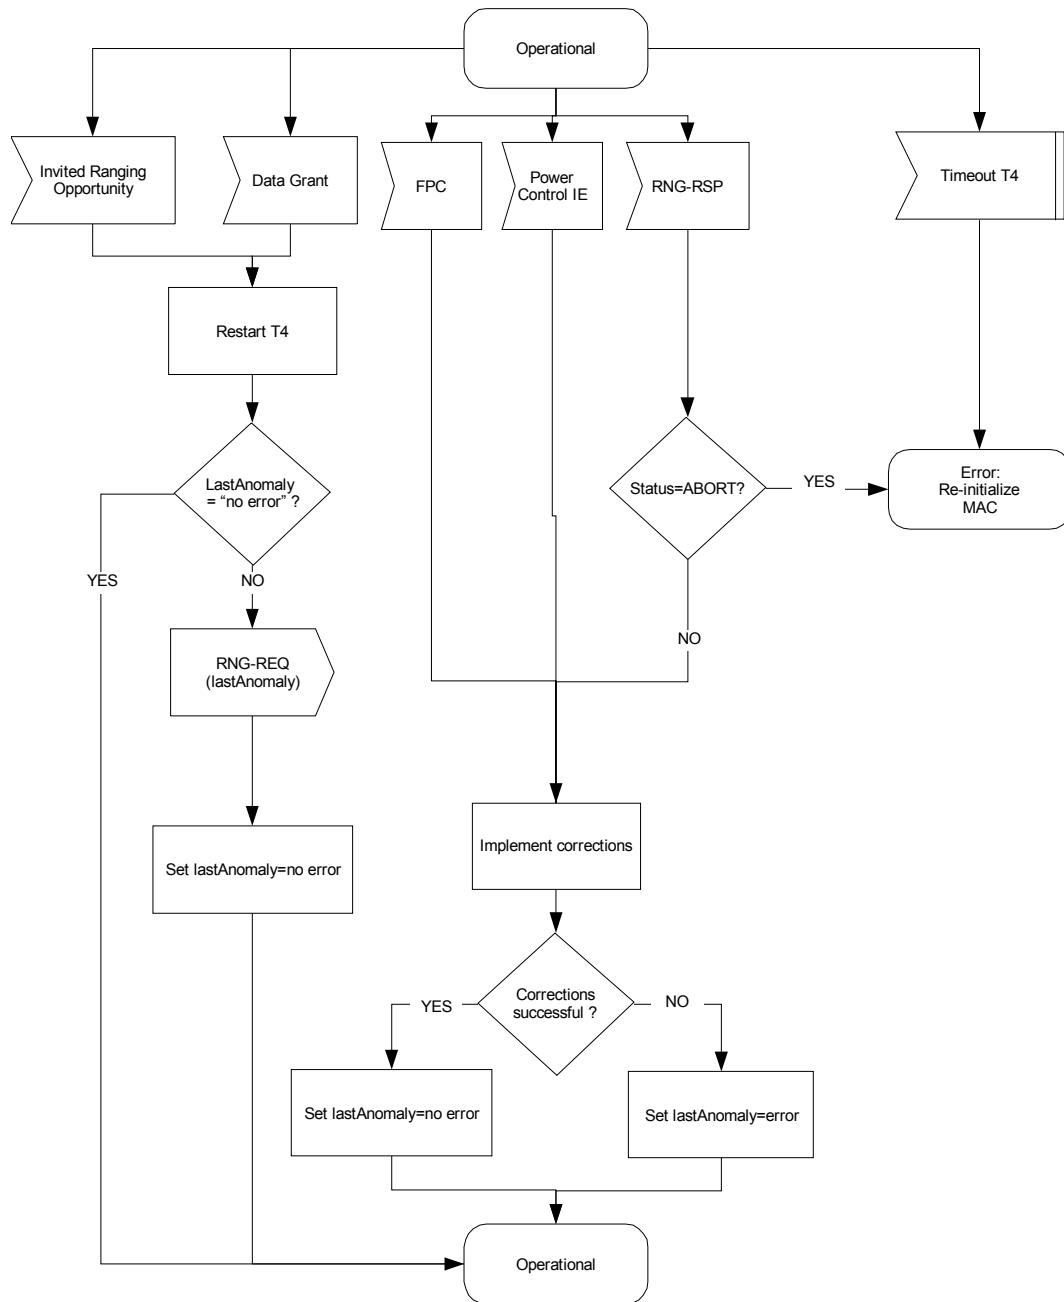 Operational
Invited Ranging
Opportunity
Data Grant
FPC
Power
Control IE
RNG-RSP
Timeout T4
Restart T4
LastAnomaly
= “no error” ?
Status=ABORT?
YES
Error:
Re-initialize
MAC
YES
NO
NO
RNG-REQ
(lastAnomaly)
Implement corrections
Set lastAnomaly=no error
Corrections
successful ?
YES
NO
Set lastAnomaly=no error
Set lastAnomaly=error
Operational